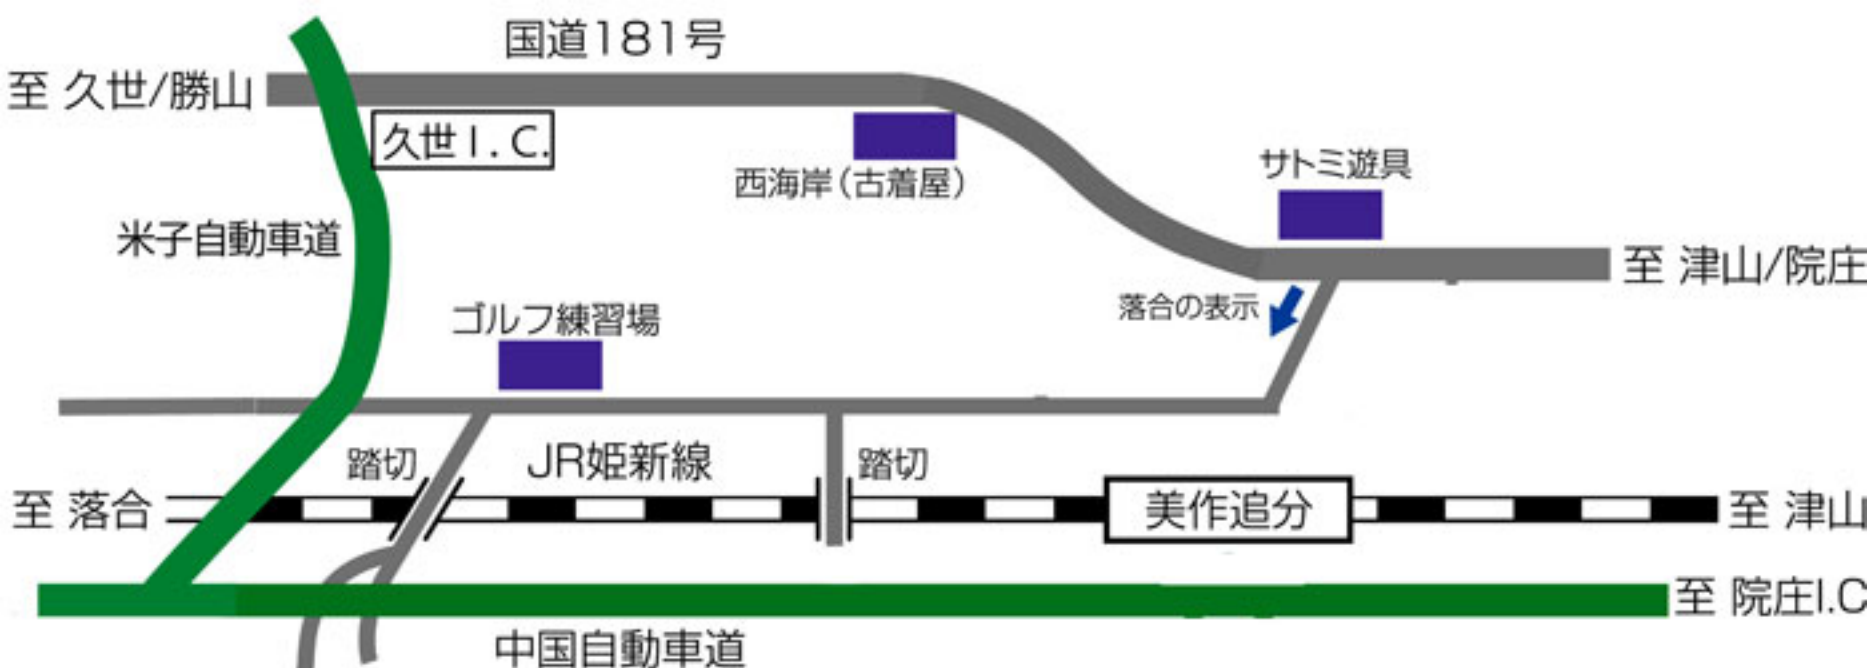 国道181号
至 久世/勝山
久世I.C.
西海岸(古着屋)
サトミ遊具
米子自動車道
至 津山/院庄
落合の表示
ゴルフ練習場
踏切
JR姫新線
踏切
至 落合
美作追分
至 津山
至 院庄I.C
中国自動車道